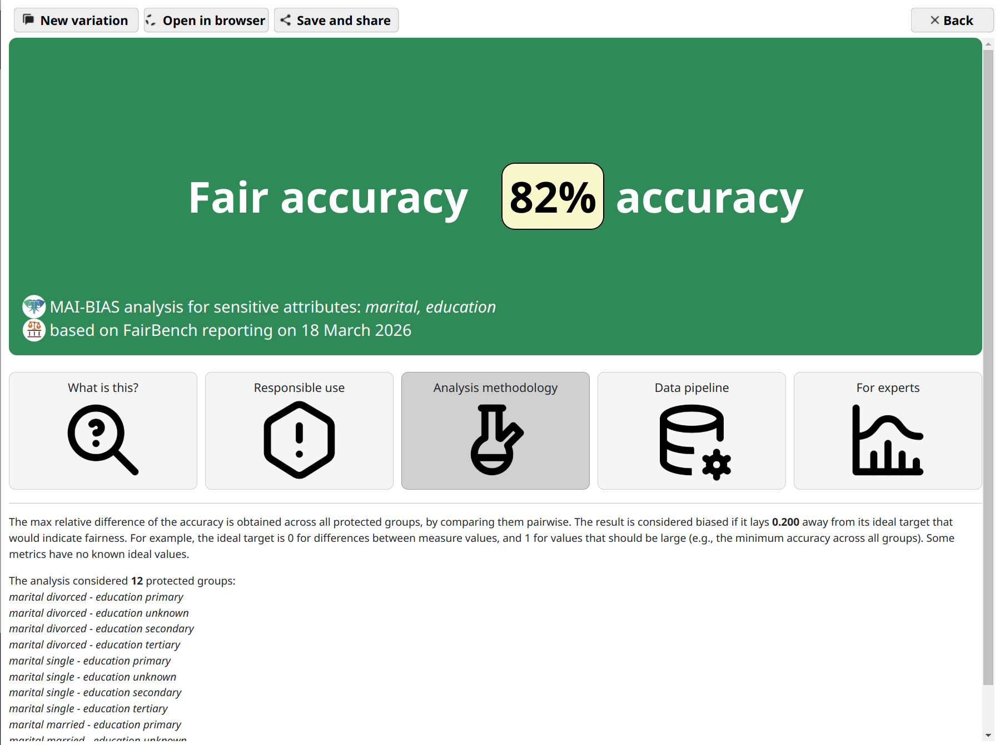 New variation
Open in browser
Save and share
Back
Fair accuracy 82% accuracy
MAI-BIAS analysis for sensitive attributes: marital, education
based on FairBench reporting on 18 March 2026
What is this?
Responsible use
Analysis methodology
Data pipeline
For experts
The max relative difference of the accuracy is obtained across all protected groups, by comparing them pairwise. The result is considered biased if it lays 0.200 away from its ideal target that
would indicate fairness. For example, the ideal target is 0 for differences between measure values, and 1 for values that should be large (e.g., the minimum accuracy across all groups). Some
metrics have no known ideal values.
The analysis considered 12 protected groups:
marital divorced - education primary
marital divorced - education unknown
marital divorced - education secondary
marital divorced - education tertiary
marital single - education primary
marital single - education unknown
marital single - education secondary
marital single - education tertiary
marital married - education primary
marital married - education unknown